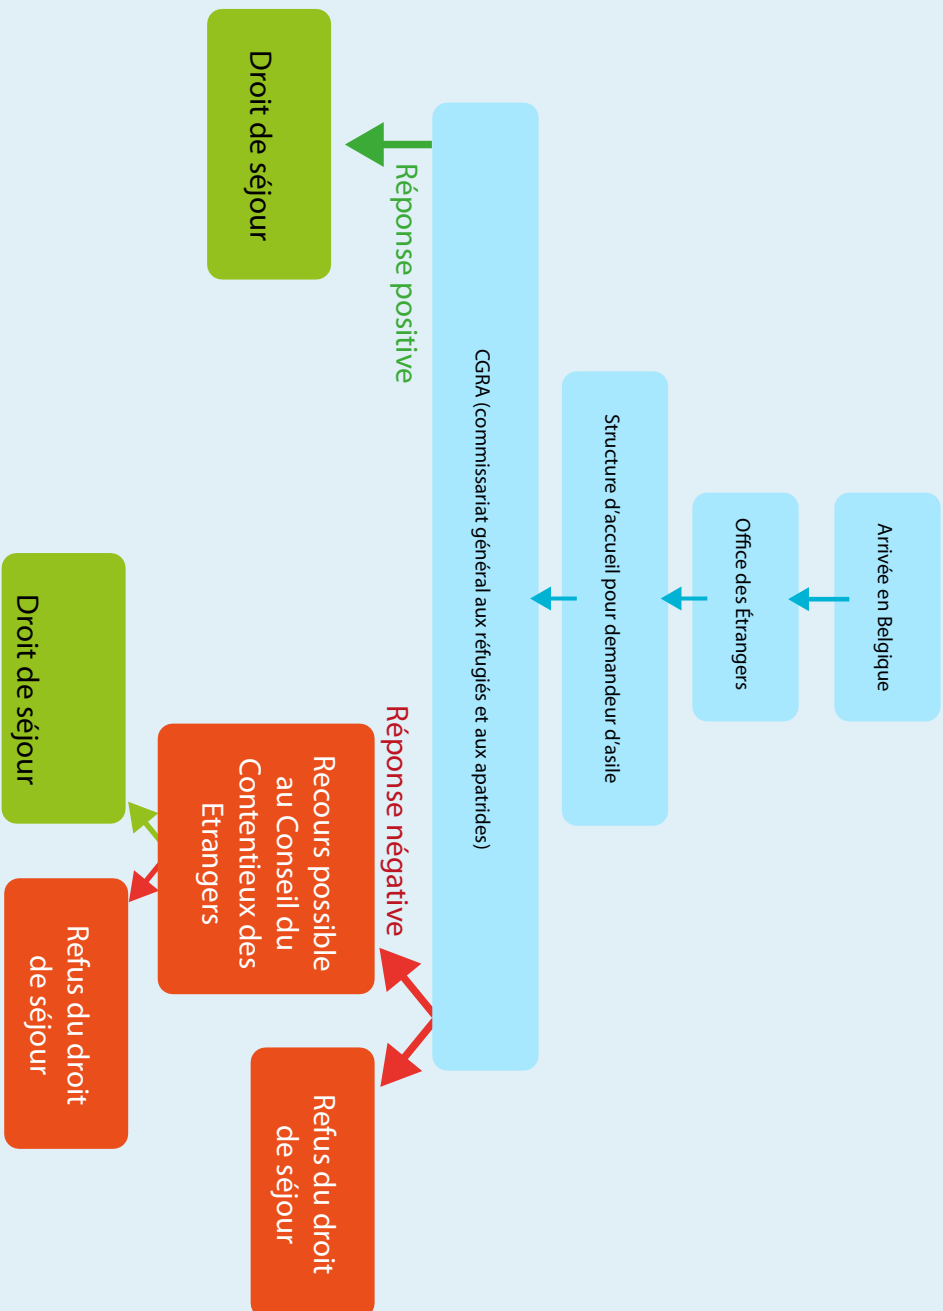 Arrivée en Belgique
Office des Étrangers
Structure d'accueil pour demandeur d'asile
CGRA (commissariat général aux réfugiés et aux apatrides)
Réponse positive
Réponse négative
Droit de séjour
Recours possible
au Conseil du
Contentieux des
Etrangers
Refus du droit
de séjour
Droit de séjour
Refus du droit
de séjour